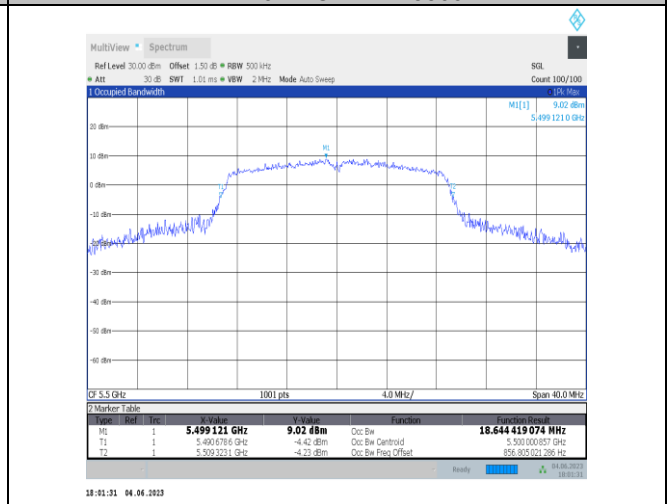 MultiView Spectrum
Ref Level 30.00 dBm Offset 1.50 dB RBW 500 kHz SGL
Att 30 dB SWT 1.01 ms VBW 2 MHz Mode Auto Sweep Count 100/100
1 Occupied Bandwidth 1Pk Max
M1[1] 9.02 dBm
5.499 121 0 GHz
20 dBm
M1
10 dBm
0 dBm
T1
T2
-10 dBm
-20 dBm
-30 dBm
-40 dBm
-50 dBm
-60 dBm
CF 5.5 GHz 1001 pts 4.0 MHz/ Span 40.0 MHz
2 Marker Table
Type Ref Trc X-Value Y-Value Function Function Result
M1 1 5.499 121 GHz 9.02 dBm Occ Bw 18.644 419 074 MHz
T1 1 5.490 678 6 GHz -4.42 dBm Occ Bw Centroid 5.500 000 857 GHz
T2 1 5.509 323 1 GHz -4.23 dBm Occ Bw Freq Offset 856.805 021 286 Hz
Ready 04.06.2023
18:01:31
18:01:31 04.06.2023